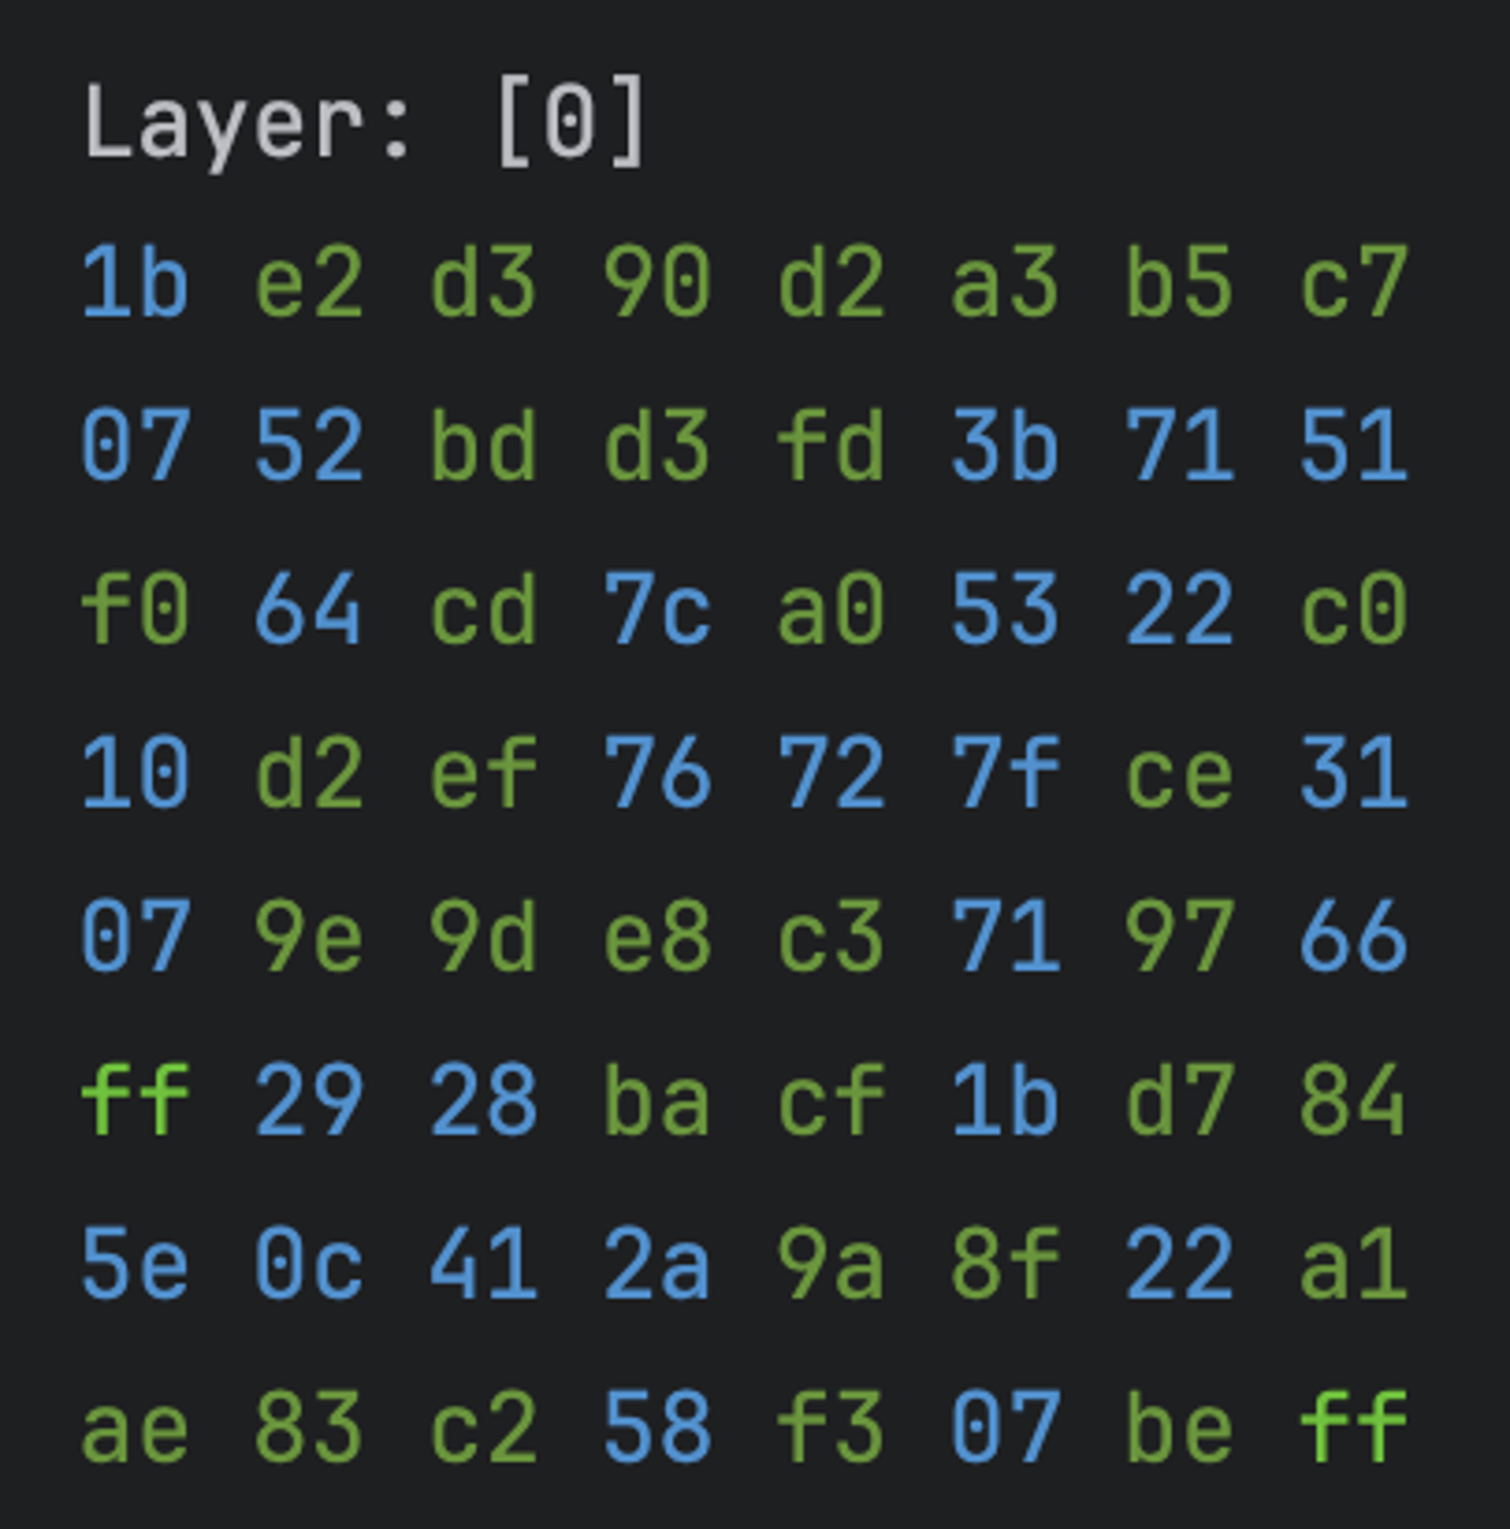 Layer: [0]
1b e2 d3 90 d2 a3 b5 c7
07 52 bd d3 fd 3b 71 51
f0 64 cd 7c a0 53 22 c0
10 d2 ef 76 72 7f ce 31
07 9e 9d e8 c3 71 97 66
ff 29 28 ba cf 1b d7 84
5e 0c 41 2a 9a 8f 22 a1
ae 83 c2 58 f3 07 be ff